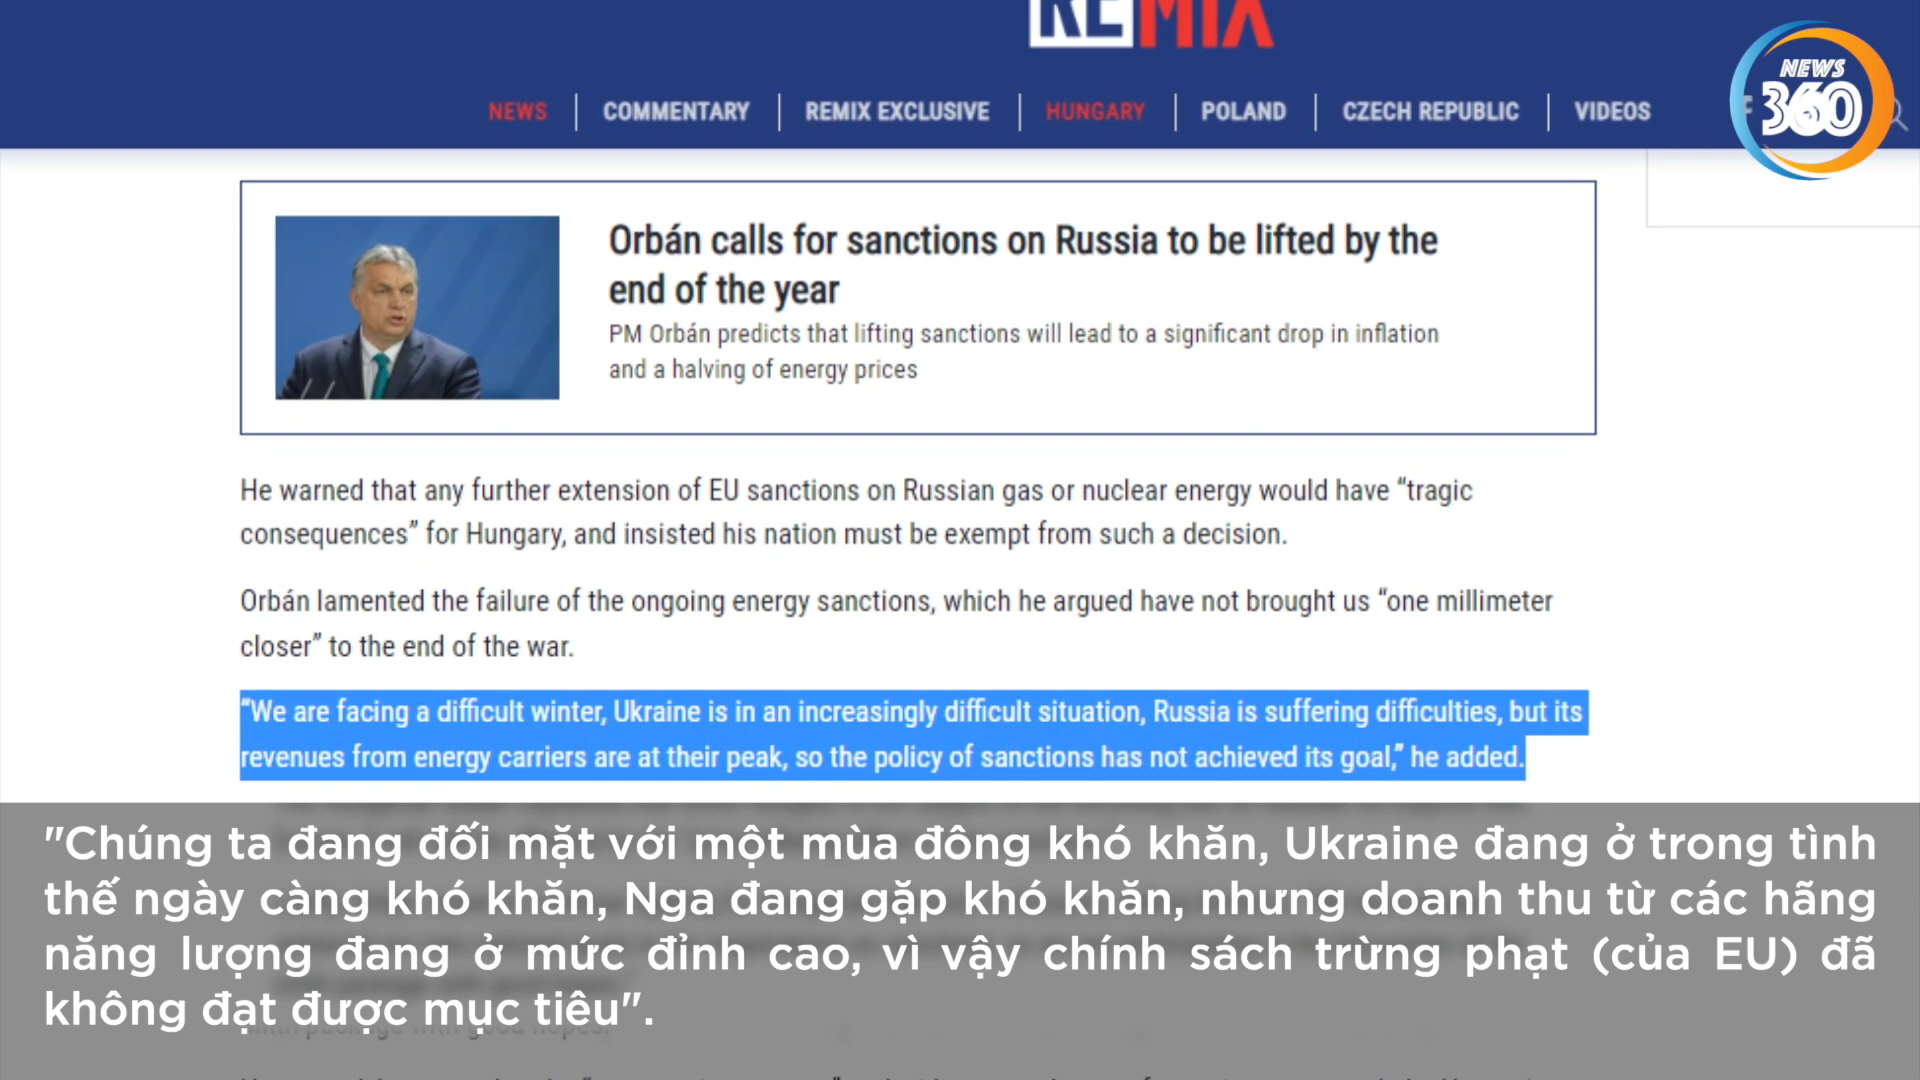 REMIX
NEWS
360
NEWS
COMMENTARY
REMIX EXCLUSIVE
HUNGARY
POLAND
CZECH REPUBLIC
VIDEOS
Orbán calls for sanctions on Russia to be lifted by the
end of the year
PM Orbán predicts that lifting sanctions will lead to a significant drop in inflation
and a halving of energy prices
He warned that any further extension of EU sanctions on Russian gas or nuclear energy would have “tragic
consequences” for Hungary, and insisted his nation must be exempt from such a decision.
Orbán lamented the failure of the ongoing energy sanctions, which he argued have not brought us “one millimeter
closer” to the end of the war.
“We are facing a difficult winter, Ukraine is in an increasingly difficult situation, Russia is suffering difficulties, but its
revenues from energy carriers are at their peak, so the policy of sanctions has not achieved its goal,” he added.
"Chúng ta đang đối mặt với một mùa đông khó khăn, Ukraine đang ở trong tình
thế ngày càng khó khăn, Nga đang gặp khó khăn, nhưng doanh thu từ các hãng
năng lượng đang ở mức đỉnh cao, vì vậy chính sách trừng phạt (của EU) đã
không đạt được mục tiêu".